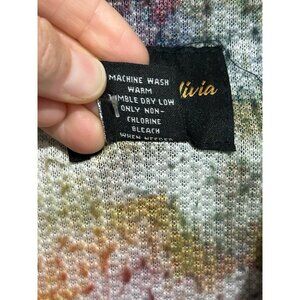 MACHINE WASH
WARM
TUMBLE DRY LOW
ONLY NON-
CHLORINE
BLEACH
WHEN NEEDED
livia